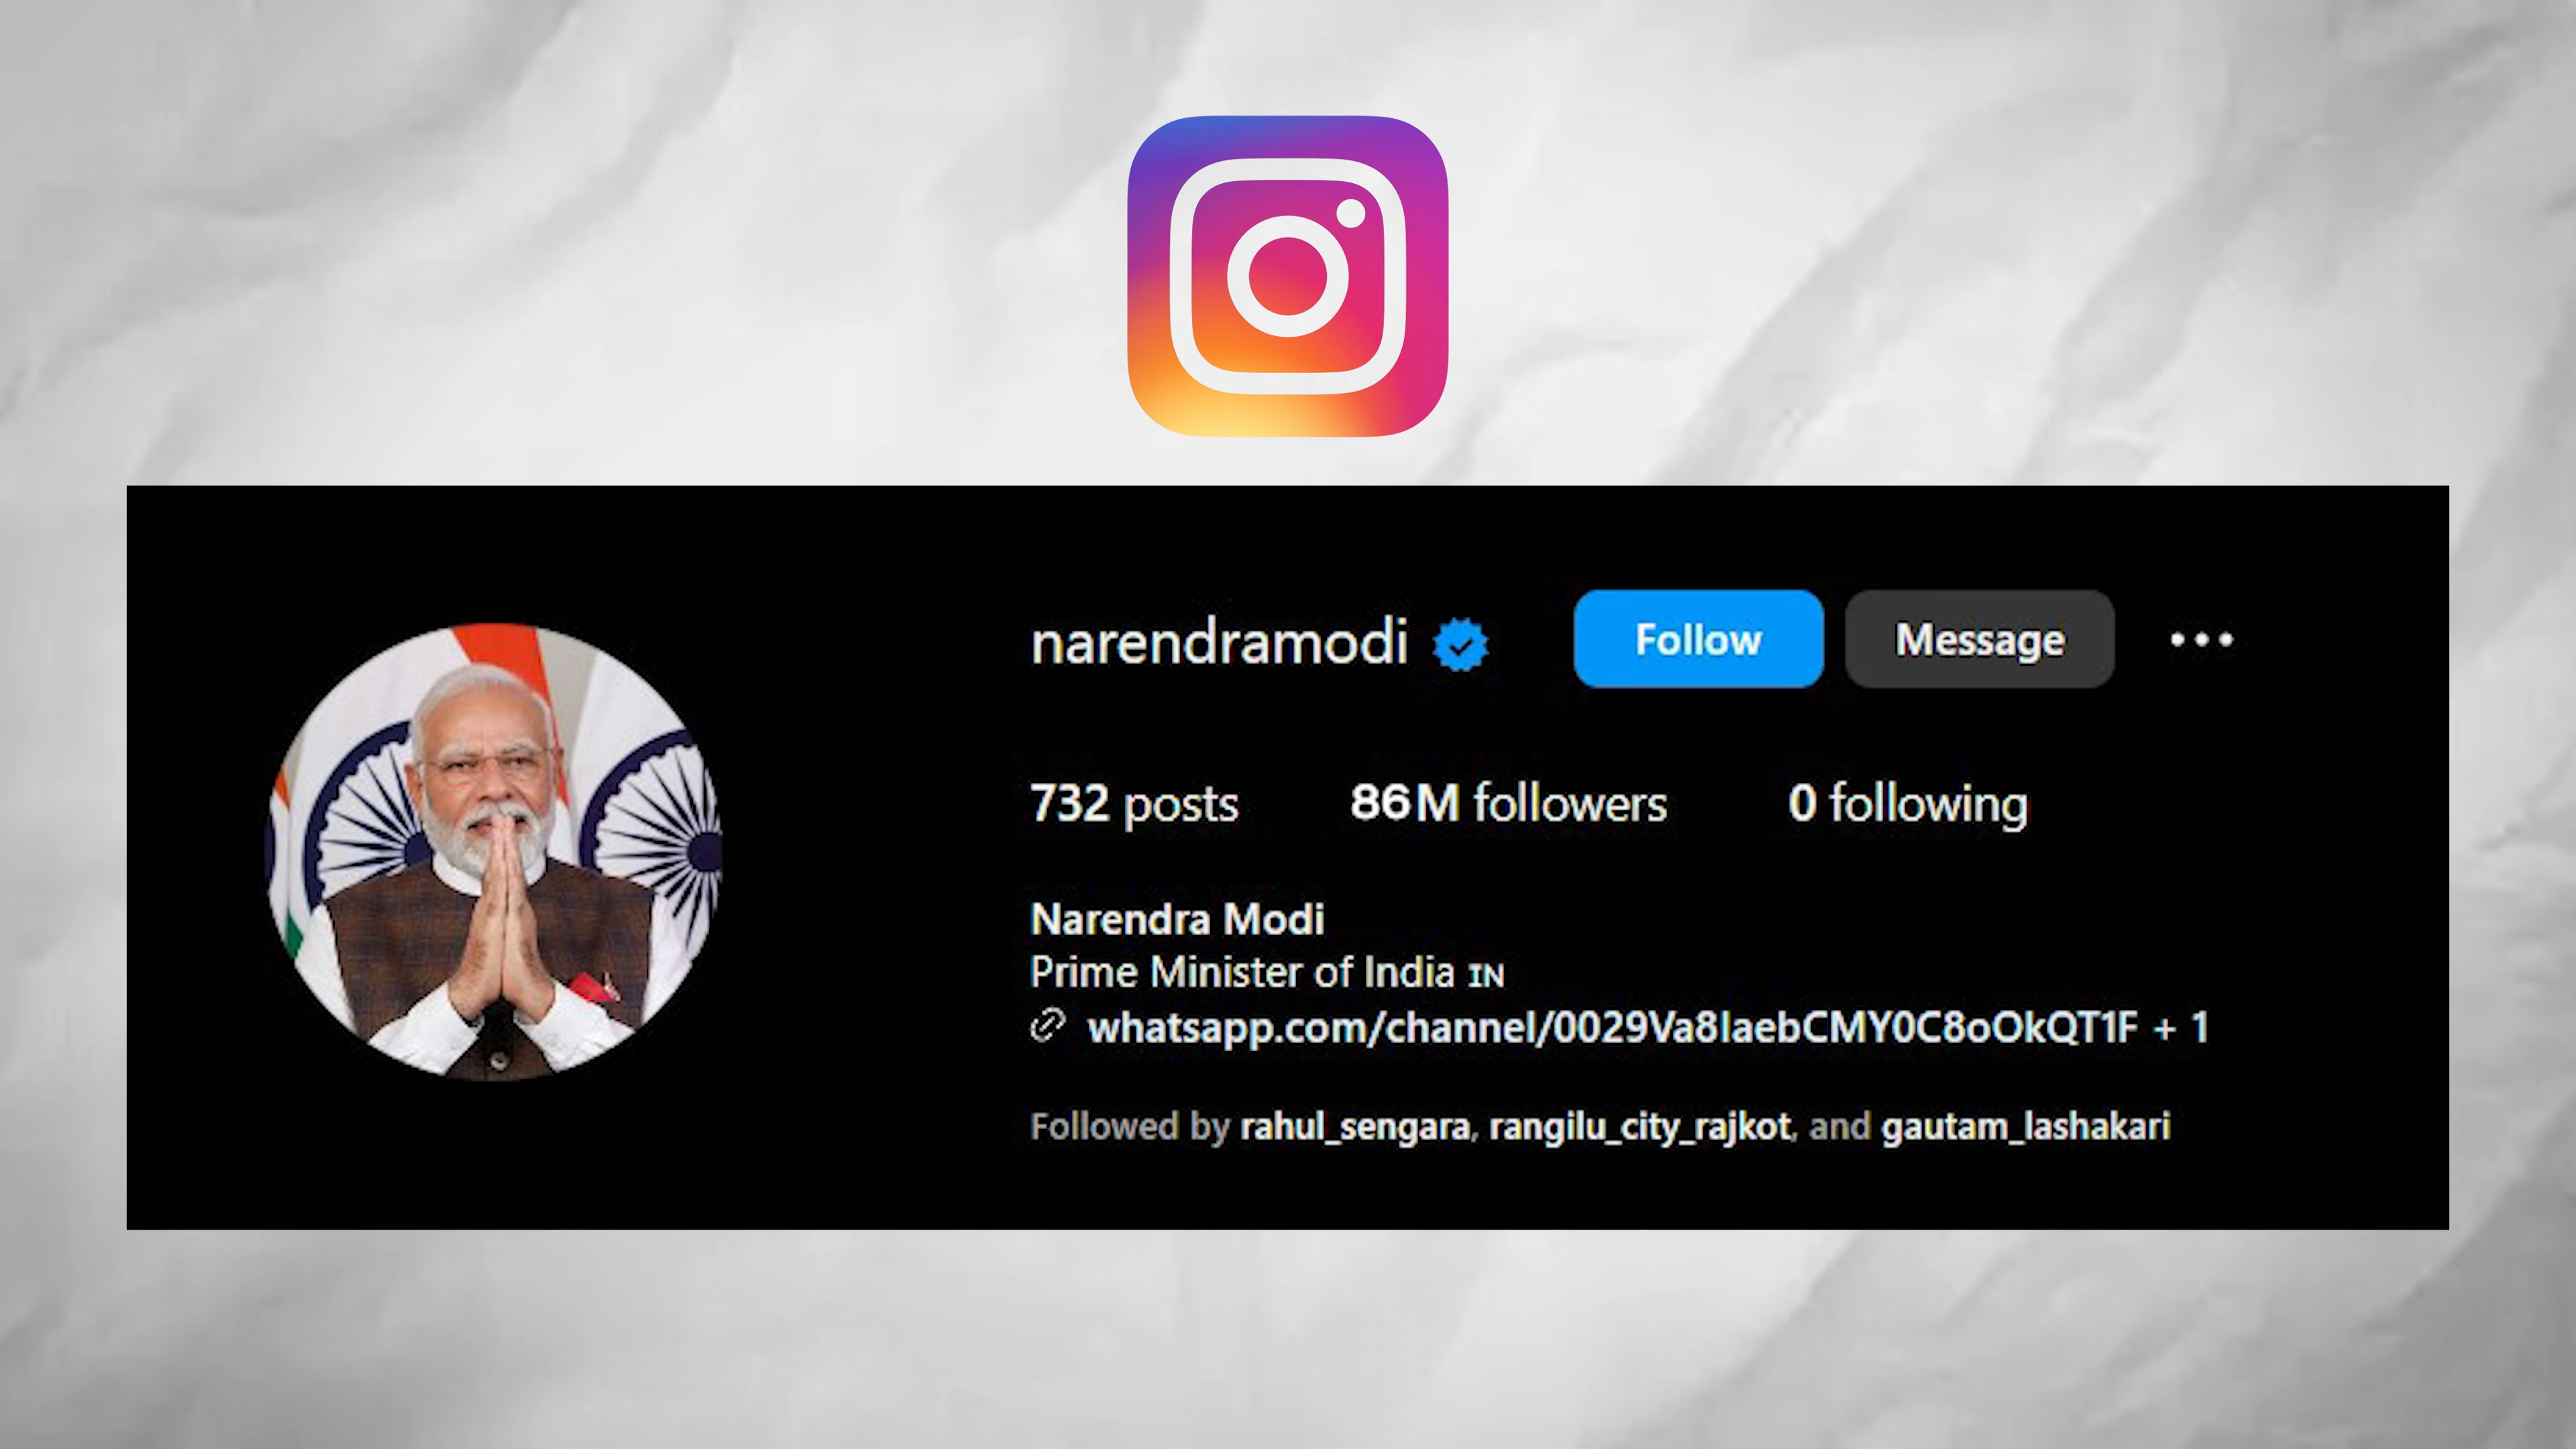 narendramodi
Follow
Message
732 posts 86M followers 0 following
Narendra Modi
Prime Minister of India IN
whatsapp.com/channel/0029Va8IaebCMY0C8oOkQT1F + 1
Followed by rahul_sengara, rangilu_city_rajkot, and gautam_lashakari